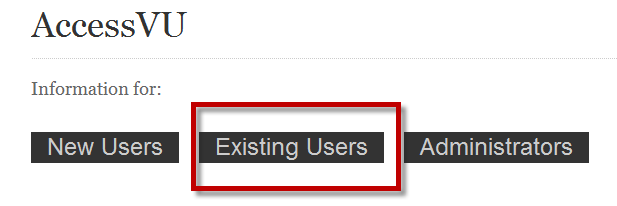 AccessVU
Information for:
New Users Existing Users Administrators